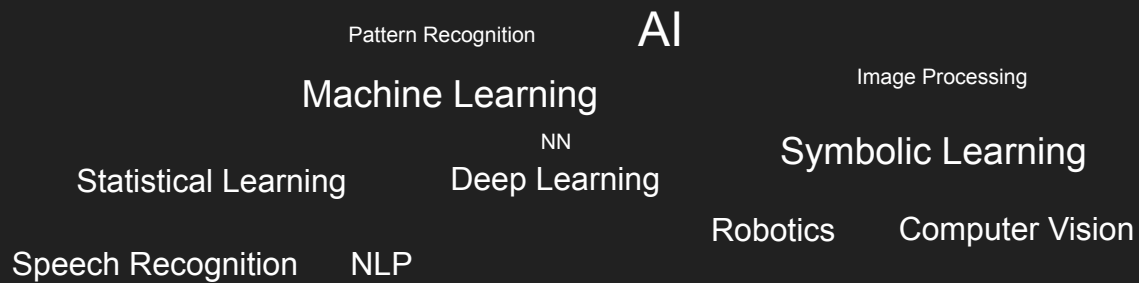 AI
Pattern Recognition
Image Processing
Machine Learning
NN
Symbolic Learning
Statistical Learning
Deep Learning
Robotics
Computer Vision
Speech Recognition
NLP